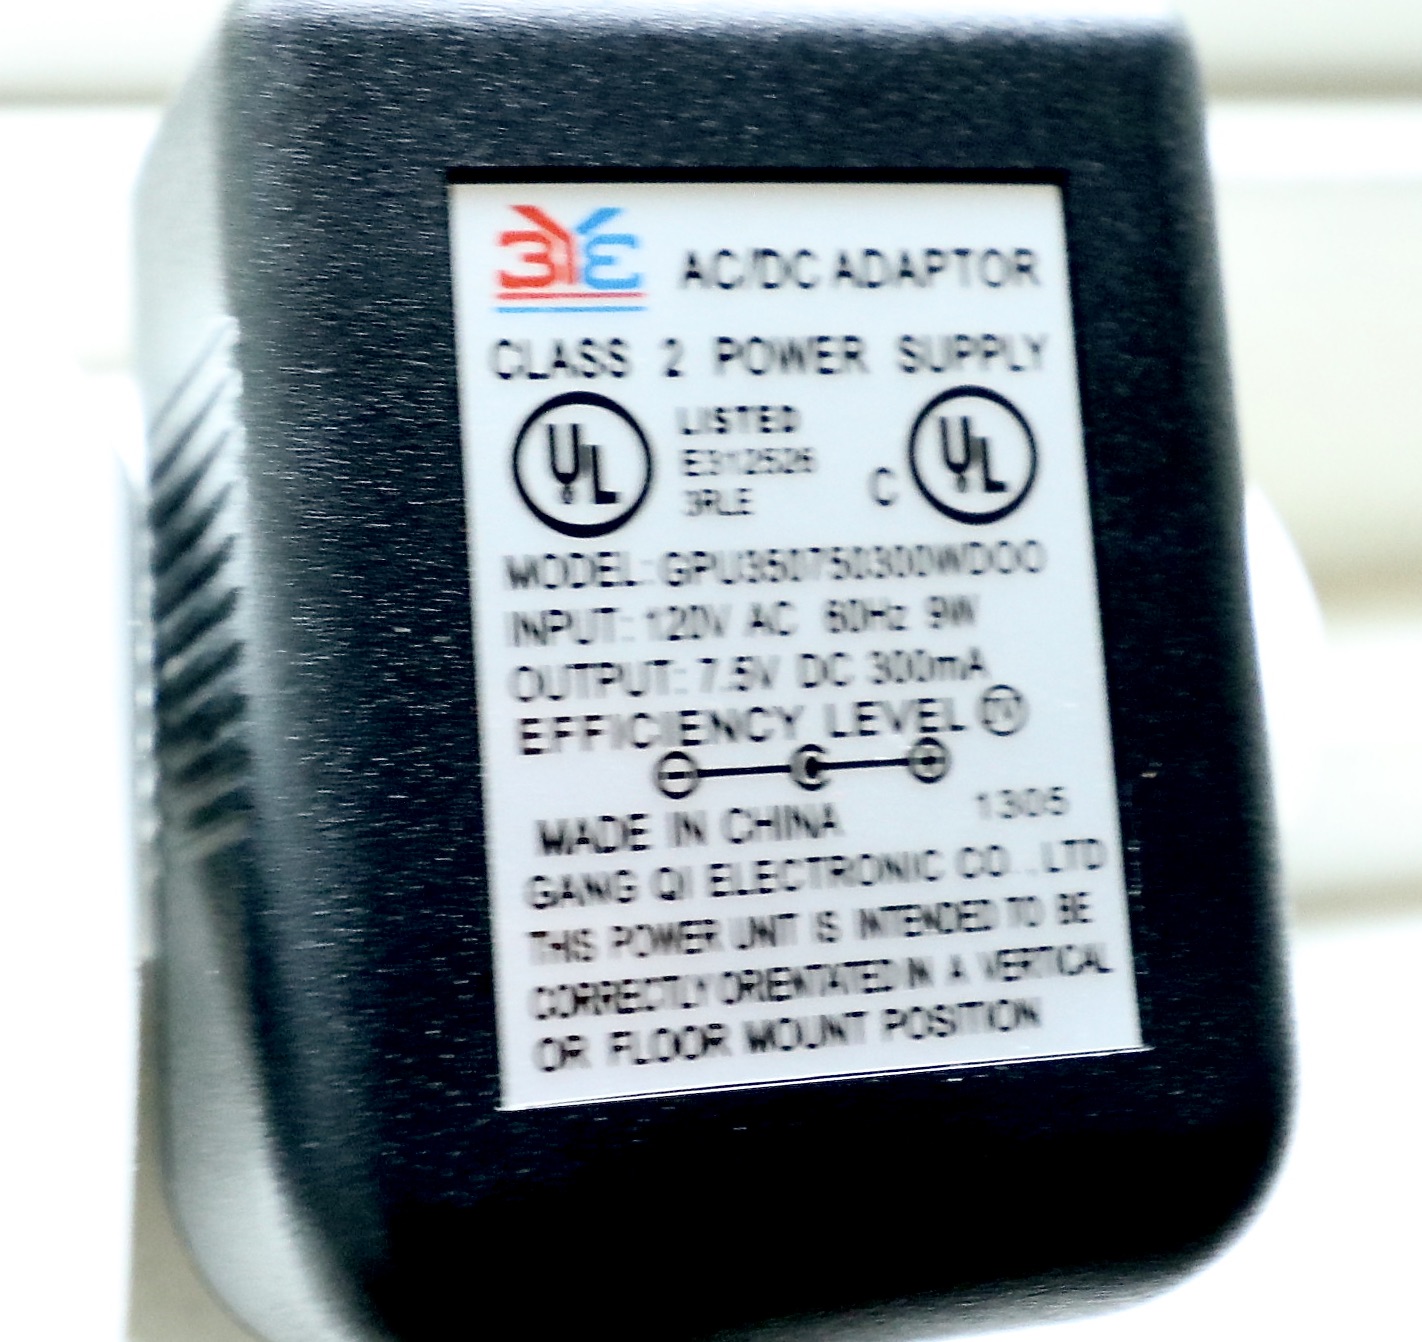 AC/DC ADAPTOR
CLASS 2 POWER SUPPLY
UL LISTED C UL
E312526
3RLE
MODEL: GPU350750300WDOO
INPUT: 120V AC 60Hz 9W
OUTPUT: 7.5V DC 300mA
EFFICIENCY LEVEL IV
MADE IN CHINA 1305
GANG QI ELECTRONIC CO., LTD
THIS POWER UNIT IS INTENDED TO BE
CORRECTLY ORIENTATED IN A VERTICAL
OR FLOOR MOUNT POSITION